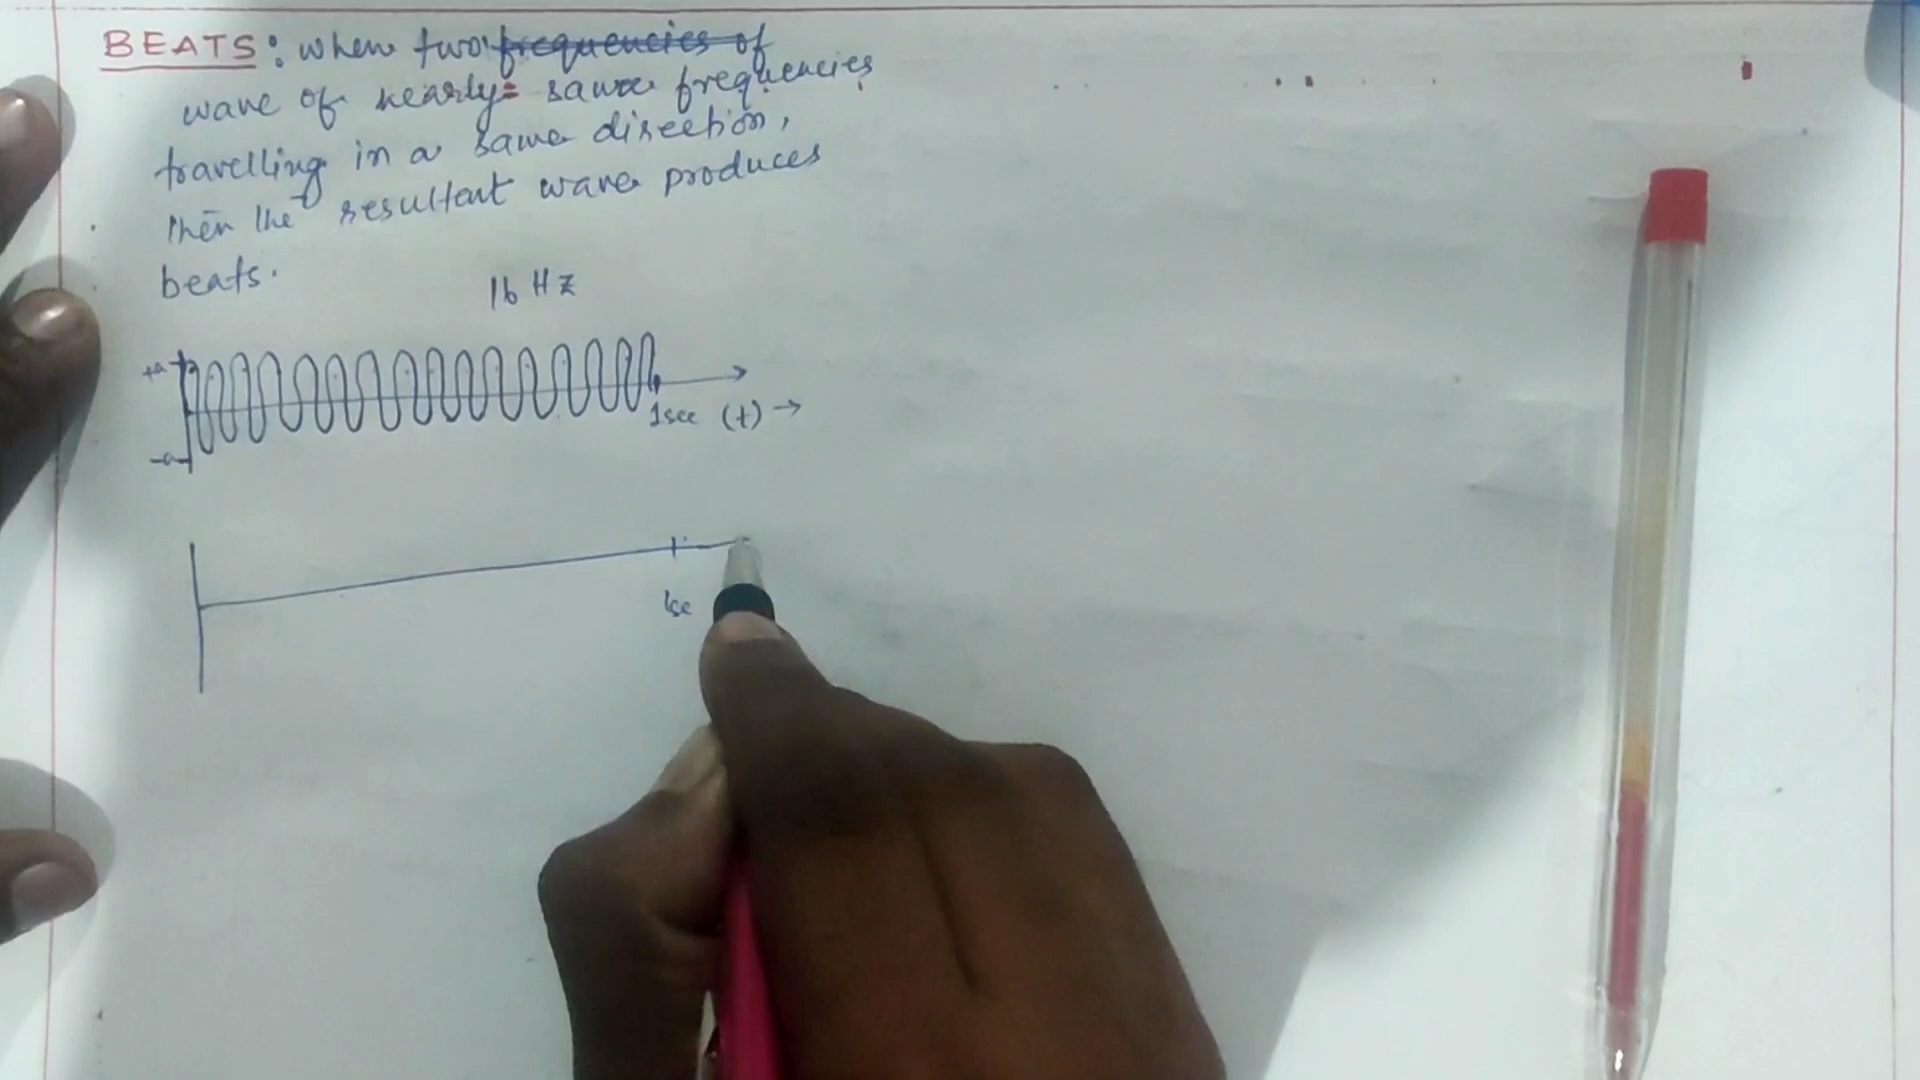 BEATS: when two frequencies of
wave of nearly= same frequencies
travelling in a same direction,
then the resultant wave produces
beats.
16 HZ
+a
-a
1sec (t) →
1se